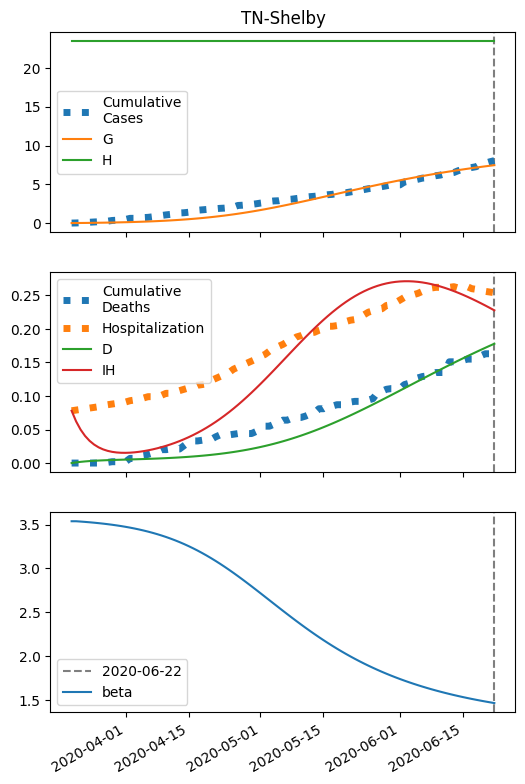 TN-Shelby
20
15
10
5
0
Cumulative
Cases
G
H
0.25
0.20
0.15
0.10
0.05
0.00
Cumulative
Deaths
Hospitalization
D
IH
3.5
3.0
2.5
2.0
1.5
2020-06-22
beta
2020-04-01
2020-04-15
2020-05-01
2020-05-15
2020-06-01
2020-06-15